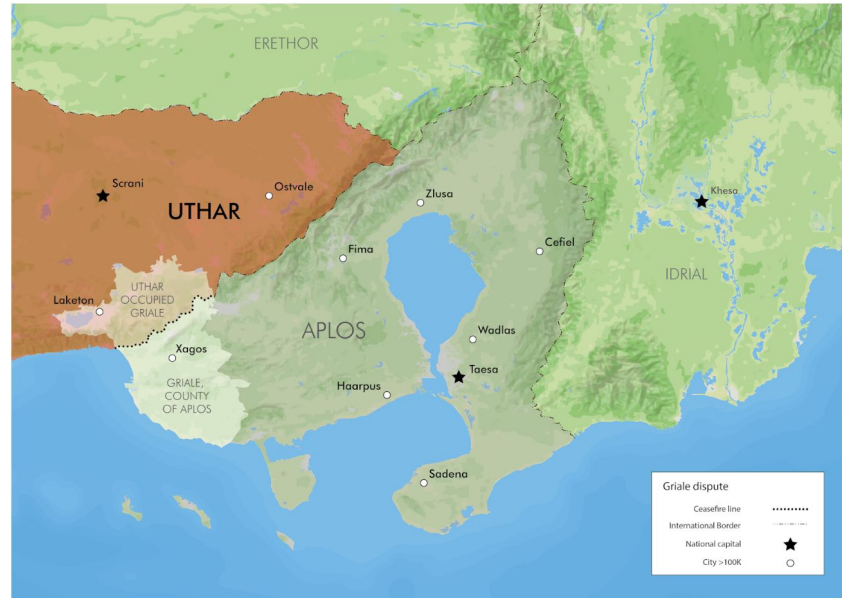 ERETHOR
Scrani
Ostvale
UTHAR
Zlusa
Kheso
Fima
Cefiel
IDRIAL
UTHAR
OCCUPIED
GRIALE
Laketon
APLOS
Wadlas
Xagos
Taesa
GRIALE,
COUNTY
OF APLOS
Haarpus
Sadena
Griale dispute
Ceasefire line
International Border
National capital
City >100K